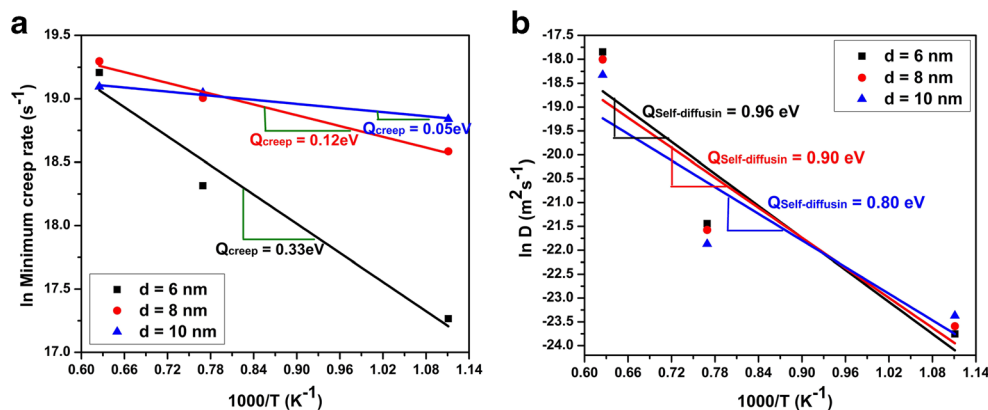 a
19.5
19.0
18.5
18.0
17.5
17.0
ln Minimum creep rate (s⁻¹)
Qcreep = 0.05eV
Qcreep = 0.12eV
Qcreep = 0.33eV
d = 6 nm
d = 8 nm
d = 10 nm
0.60 0.66 0.72 0.78 0.84 0.90 0.96 1.02 1.08 1.14
1000/T (K⁻¹)
b
-17.5
-18.0
-18.5
-19.0
-19.5
-20.0
-20.5
-21.0
-21.5
-22.0
-22.5
-23.0
-23.5
-24.0
ln D (m²s⁻¹)
d = 6 nm
d = 8 nm
d = 10 nm
QSelf-diffusin = 0.96 eV
QSelf-diffusin = 0.90 eV
QSelf-diffusin = 0.80 eV
0.60 0.66 0.72 0.78 0.84 0.90 0.96 1.02 1.08 1.14
1000/T (K⁻¹)